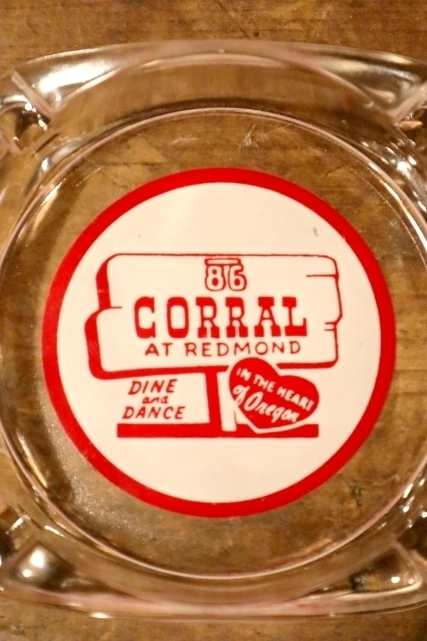 86
CORRAL
AT REDMOND
DINE
and
DANCE
IN THE HEART
of Oregon